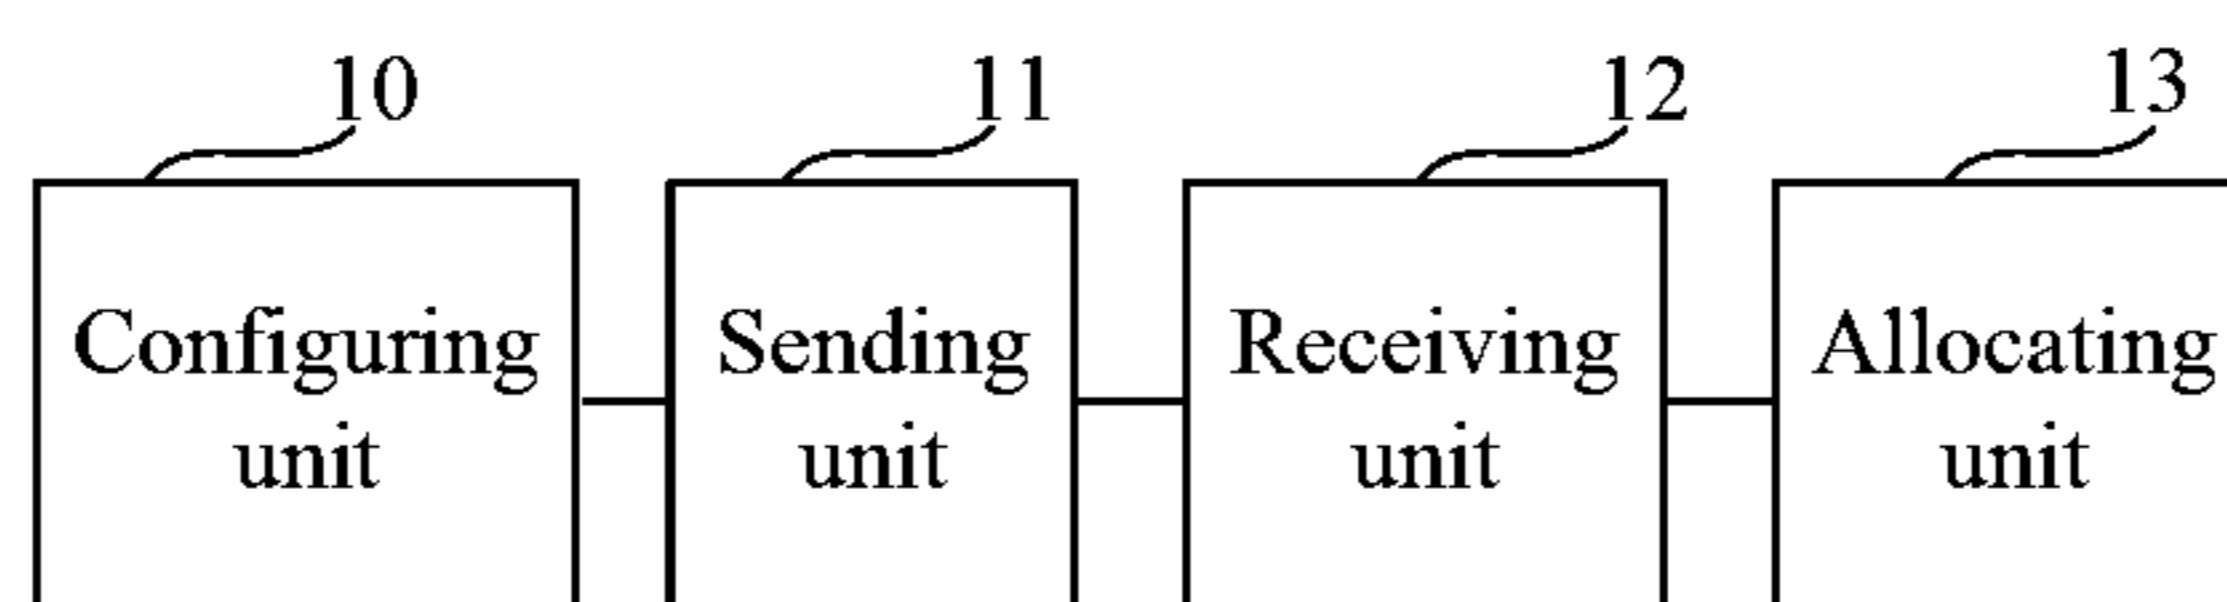 10
11
12
13
Configuring
unit
Sending
unit
Receiving
unit
Allocating
unit